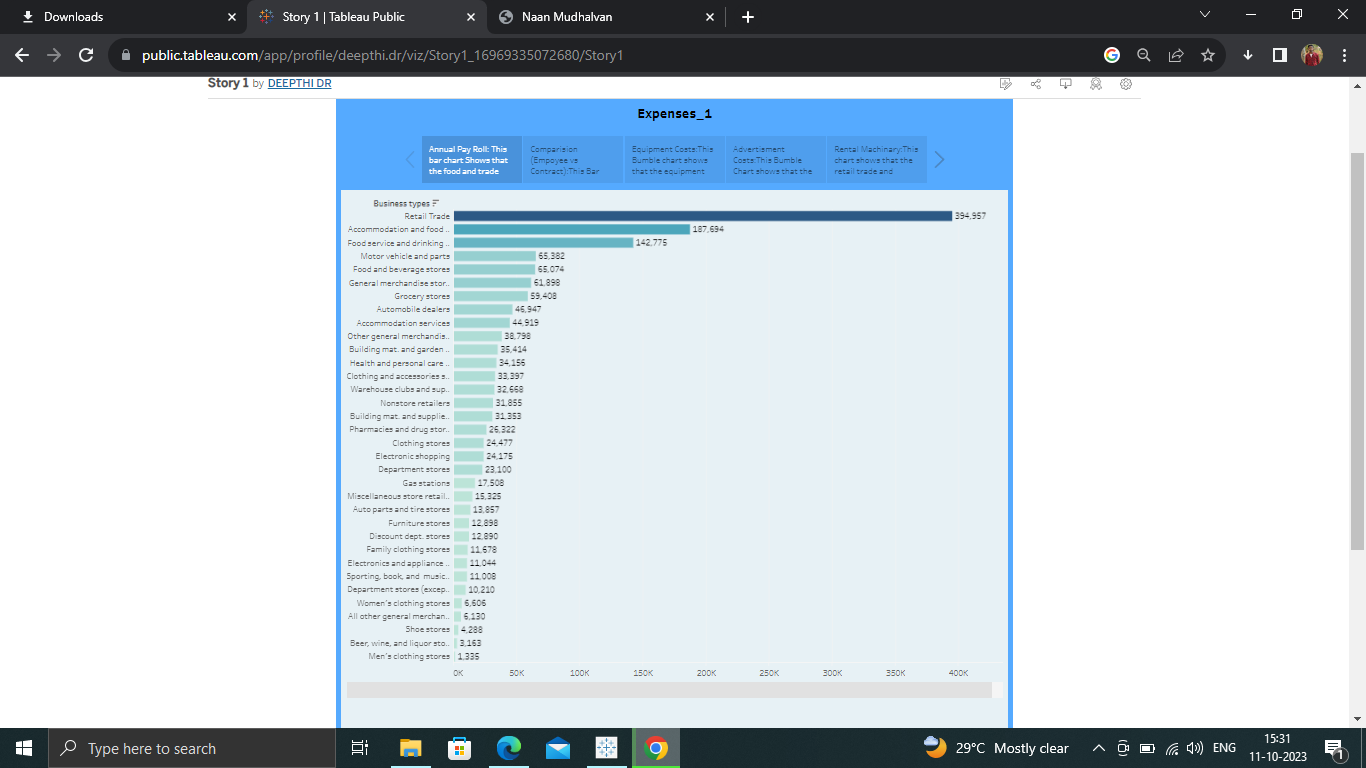 Downloads
Story 1 | Tableau Public
Naan Mudhalvan
public.tableau.com/app/profile/deepthi.dr/viz/Story1_16969335072680/Story1
Story 1 by DEEPTHI DR
Expenses_1
Annual Pay Roll: This
bar chart Shows that
the food and trade
Comparision
(Empoyee vs
Contract):This Bar
Equipment Costs:This
Bumble chart shows
that the equipment
Advertisment
Costs:This Bumble
Chart shows that the
Rental Machinary:This
chart shows that the
retail trade and
Business types
Retail Trade 394,957
Accommodation and food .. 187,694
Food service and drinking .. 142,775
Motor vehicle and parts 65,382
Food and beverage stores 65,074
General merchandise stor.. 61,898
Grocery stores 59,408
Automobile dealers 46,947
Accommodation services 44,919
Other general merchandis.. 38,798
Building mat. and garden .. 35,414
Health and personal care .. 34,156
Clothing and accessories s.. 33,397
Warehouse clubs and sup.. 32,668
Nonstore retailers 31,855
Building mat. and supplie.. 31,353
Pharmacies and drug stor.. 26,322
Clothing stores 24,477
Electronic shopping 24,175
Department stores 23,100
Gas stations 17,508
Miscellaneous store retail.. 15,325
Auto parts and tire stores 13,857
Furniture stores 12,898
Discount dept. stores 12,890
Family clothing stores 11,678
Electronics and appliance .. 11,044
Sporting, book, and music.. 11,008
Department stores (excep.. 10,210
Women's clothing stores 6,606
All other general merchan.. 6,130
Shoe stores 4,288
Beer, wine, and liquor sto.. 3,163
Men's clothing stores 1,335
0K 50K 100K 150K 200K 250K 300K 350K 400K
Type here to search
29°C Mostly clear
ENG
15:31
11-10-2023
1